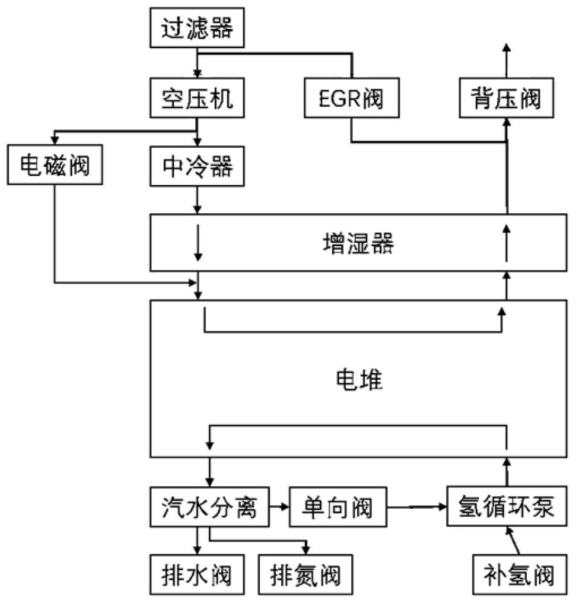 过滤器
空压机
EGR阀
背压阀
电磁阀
中冷器
增湿器
电堆
汽水分离
单向阀
氢循环泵
排水阀
排氮阀
补氢阀